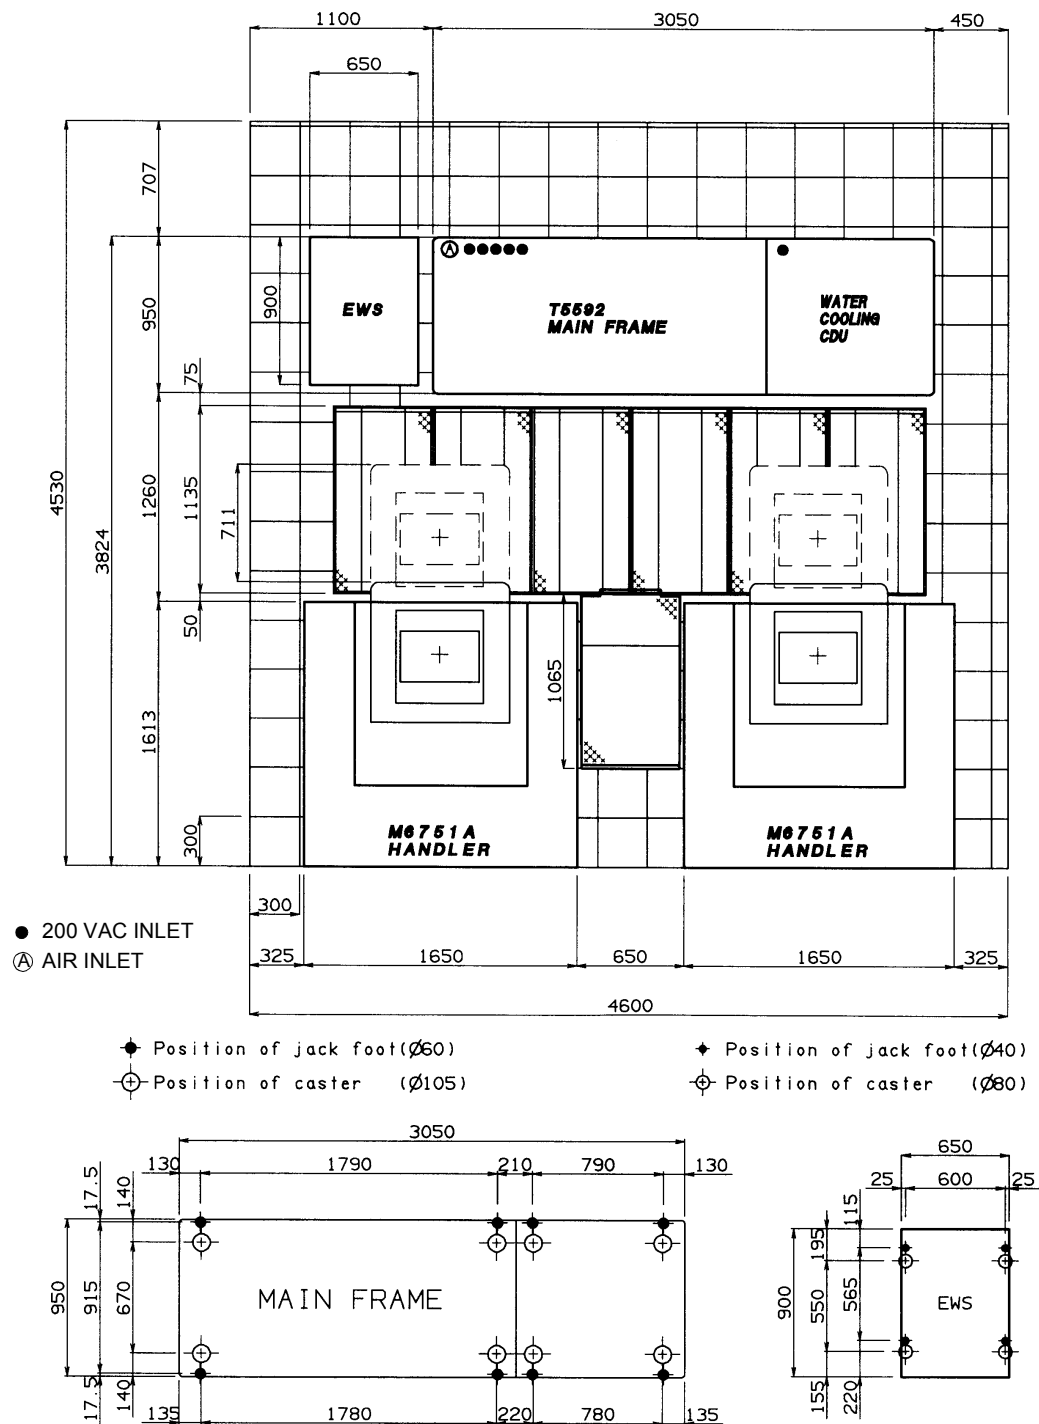 1100
3050
450
650
707
950
900
75
4530
3824
1260
1135
711
50
1613
300
1065
EWS
T5592
MAIN FRAME
WATER
COOLING
CDU
A
M6751A
HANDLER
M6751A
HANDLER
300
● 200 VAC INLET
Ⓐ AIR INLET
325
1650
650
1650
325
4600
Position of jack foot(Ø60)
Position of caster (Ø105)
Position of jack foot(Ø40)
Position of caster (Ø80)
3050
130
1790
210
790
130
17.5
140
950
915
670
17.5
140
MAIN FRAME
135
1780
220
780
135
650
25
600
25
115
195
900
550
565
155
220
EWS